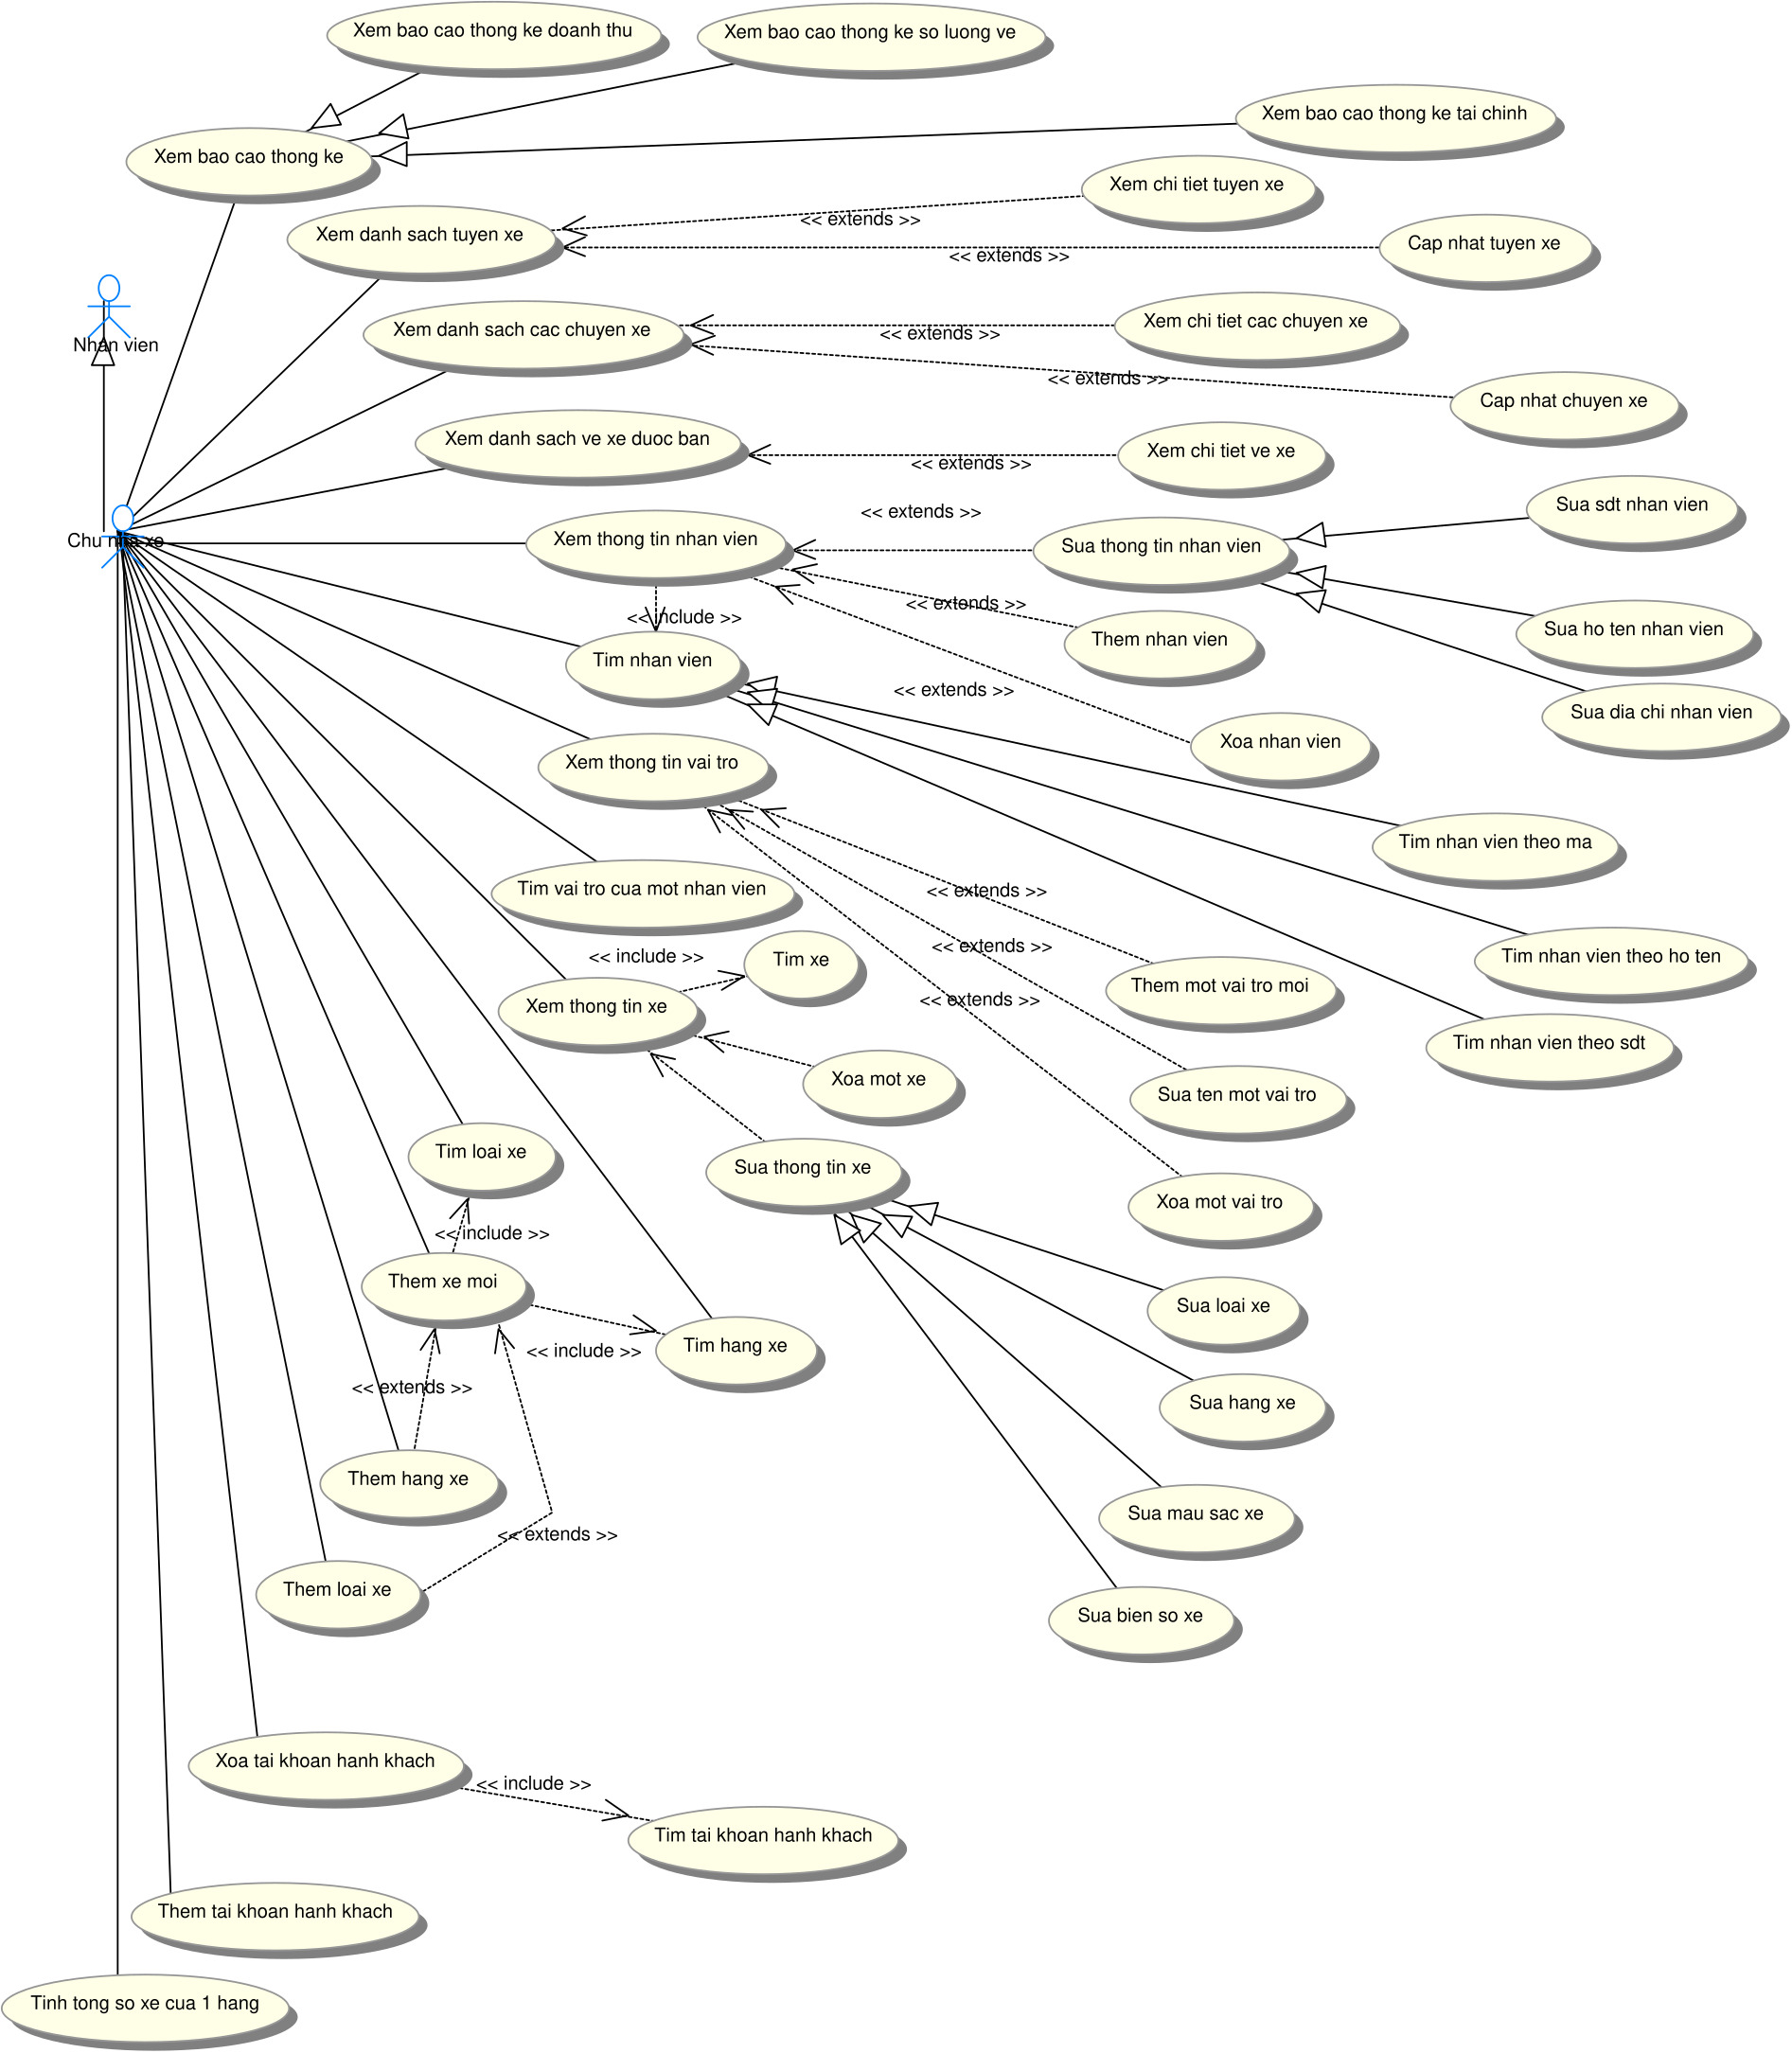 Xem bao cao thong ke doanh thu
Xem bao cao thong ke so luong ve
Xem bao cao thong ke tai chinh
Xem bao cao thong ke
Xem chi tiet tuyen xe
<< extends >>
Xem danh sach tuyen xe
Cap nhat tuyen xe
<< extends >>
Nhan vien
Xem danh sach cac chuyen xe
Xem chi tiet cac chuyen xe
<< extends >>
<< extends >>
Cap nhat chuyen xe
Xem danh sach ve xe duoc ban
Xem chi tiet ve xe
<< extends >>
Sua sdt nhan vien
<< extends >>
Chu nha xe
Xem thong tin nhan vien
Sua thong tin nhan vien
<< extends >>
<< include >>
Them nhan vien
Sua ho ten nhan vien
Tim nhan vien
<< extends >>
Sua dia chi nhan vien
Xoa nhan vien
Xem thong tin vai tro
Tim nhan vien theo ma
Tim vai tro cua mot nhan vien
<< extends >>
<< extends >>
<< include >>
Tim xe
Tim nhan vien theo ho ten
Them mot vai tro moi
<< extends >>
Xem thong tin xe
Tim nhan vien theo sdt
Xoa mot xe
Sua ten mot vai tro
Tim loai xe
Sua thong tin xe
Xoa mot vai tro
<< include >>
Them xe moi
Sua loai xe
Tim hang xe
<< include >>
<< extends >>
Sua hang xe
Them hang xe
Sua mau sac xe
<< extends >>
Them loai xe
Sua bien so xe
Xoa tai khoan hanh khach
<< include >>
Tim tai khoan hanh khach
Them tai khoan hanh khach
Tinh tong so xe cua 1 hang